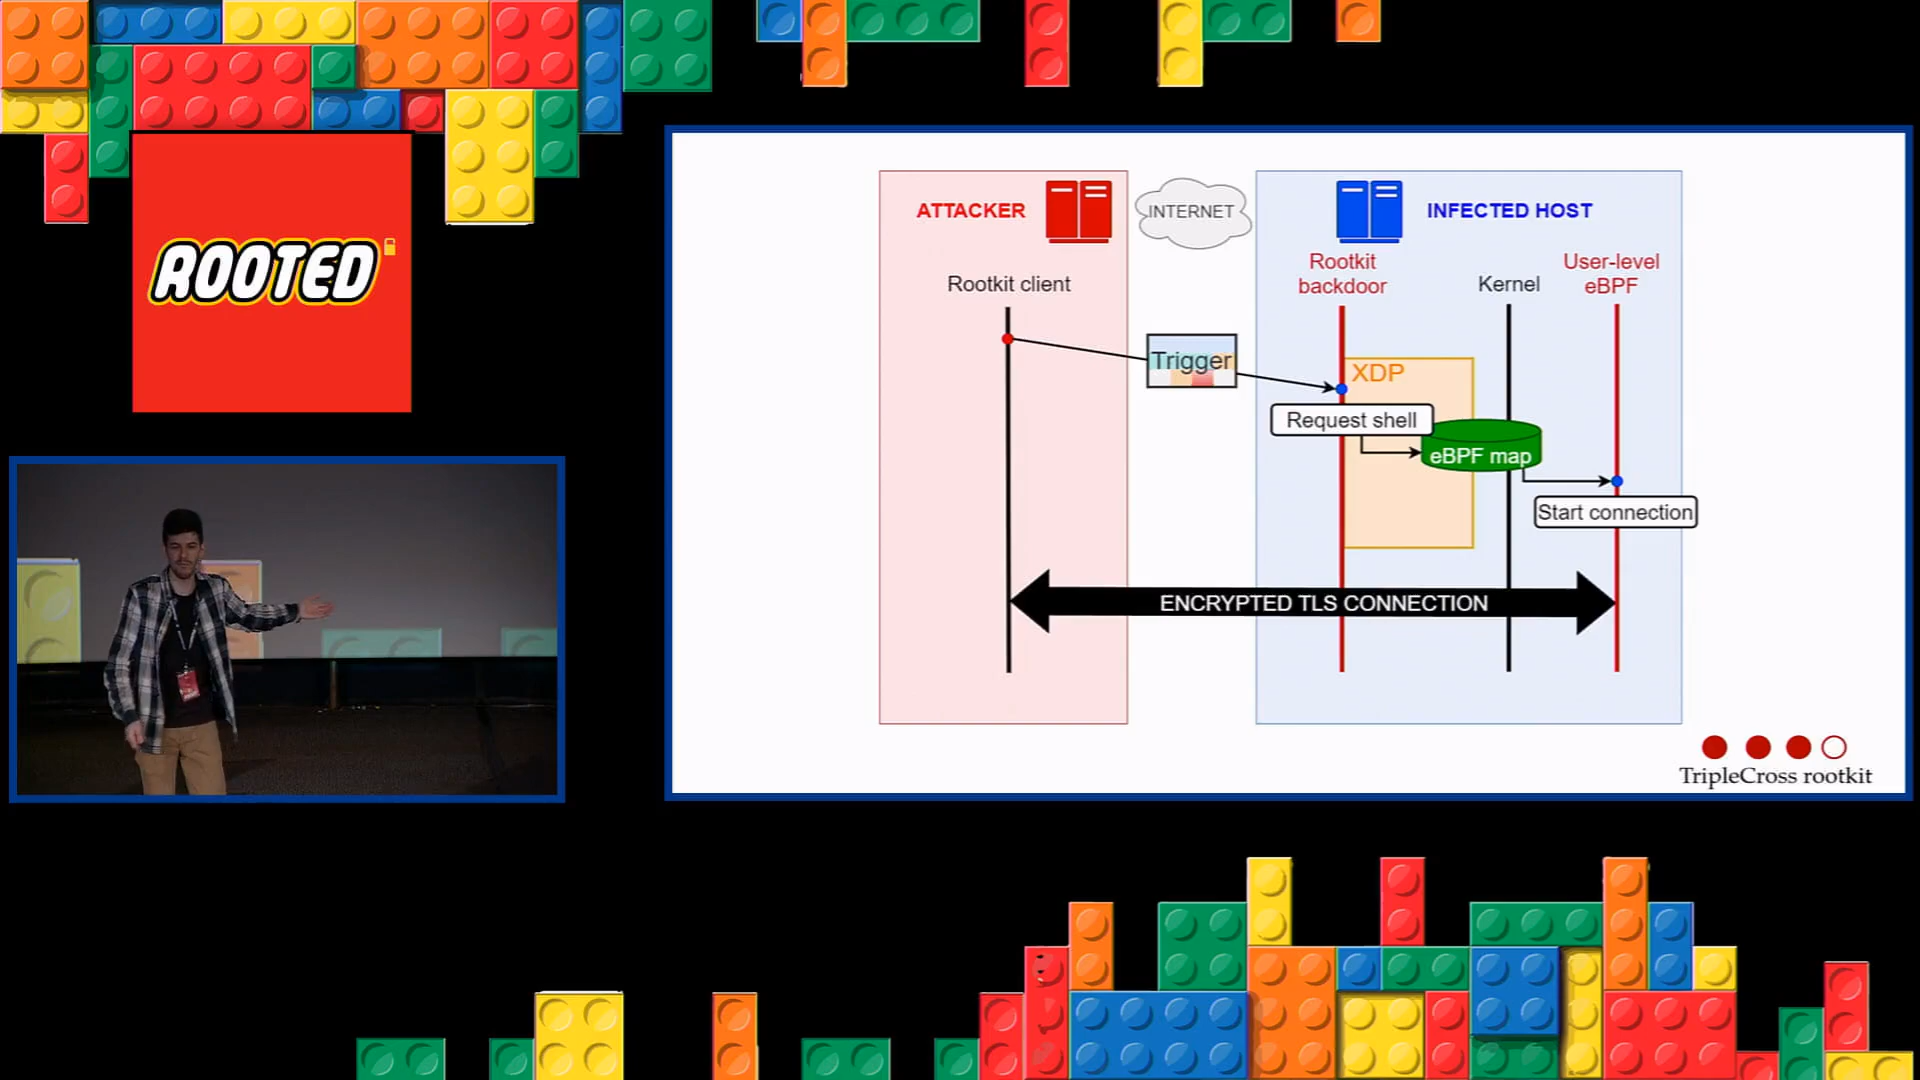 ROOTED
ATTACKER
INTERNET
INFECTED HOST
Rootkit client
Rootkit
backdoor
Kernel
User-level
eBPF
Trigger
XDP
Request shell
eBPF map
Start connection
ENCRYPTED TLS CONNECTION
TripleCross rootkit